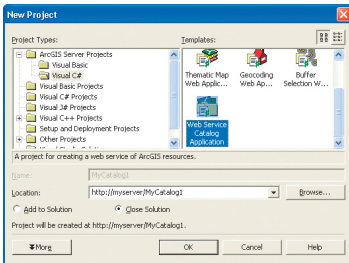 New Project
Project Types:
Templates:
ArcGIS Server Projects
Visual Basic
Visual C#
Visual Basic Projects
Visual C# Projects
Visual J# Projects
Visual C++ Projects
Setup and Deployment Projects
Other Projects
Thematic Map Web Applic...
Geocoding Web Ap...
Buffer Selection W...
Web Service Catalog Application
A project for creating a web service of ArcGIS resources.
Name:
MyCatalog1
Location:
http://myserver/MyCatalog1
Browse...
Add to Solution
Close Solution
Project will be created at http://myserver/MyCatalog1.
More
OK
Cancel
Help